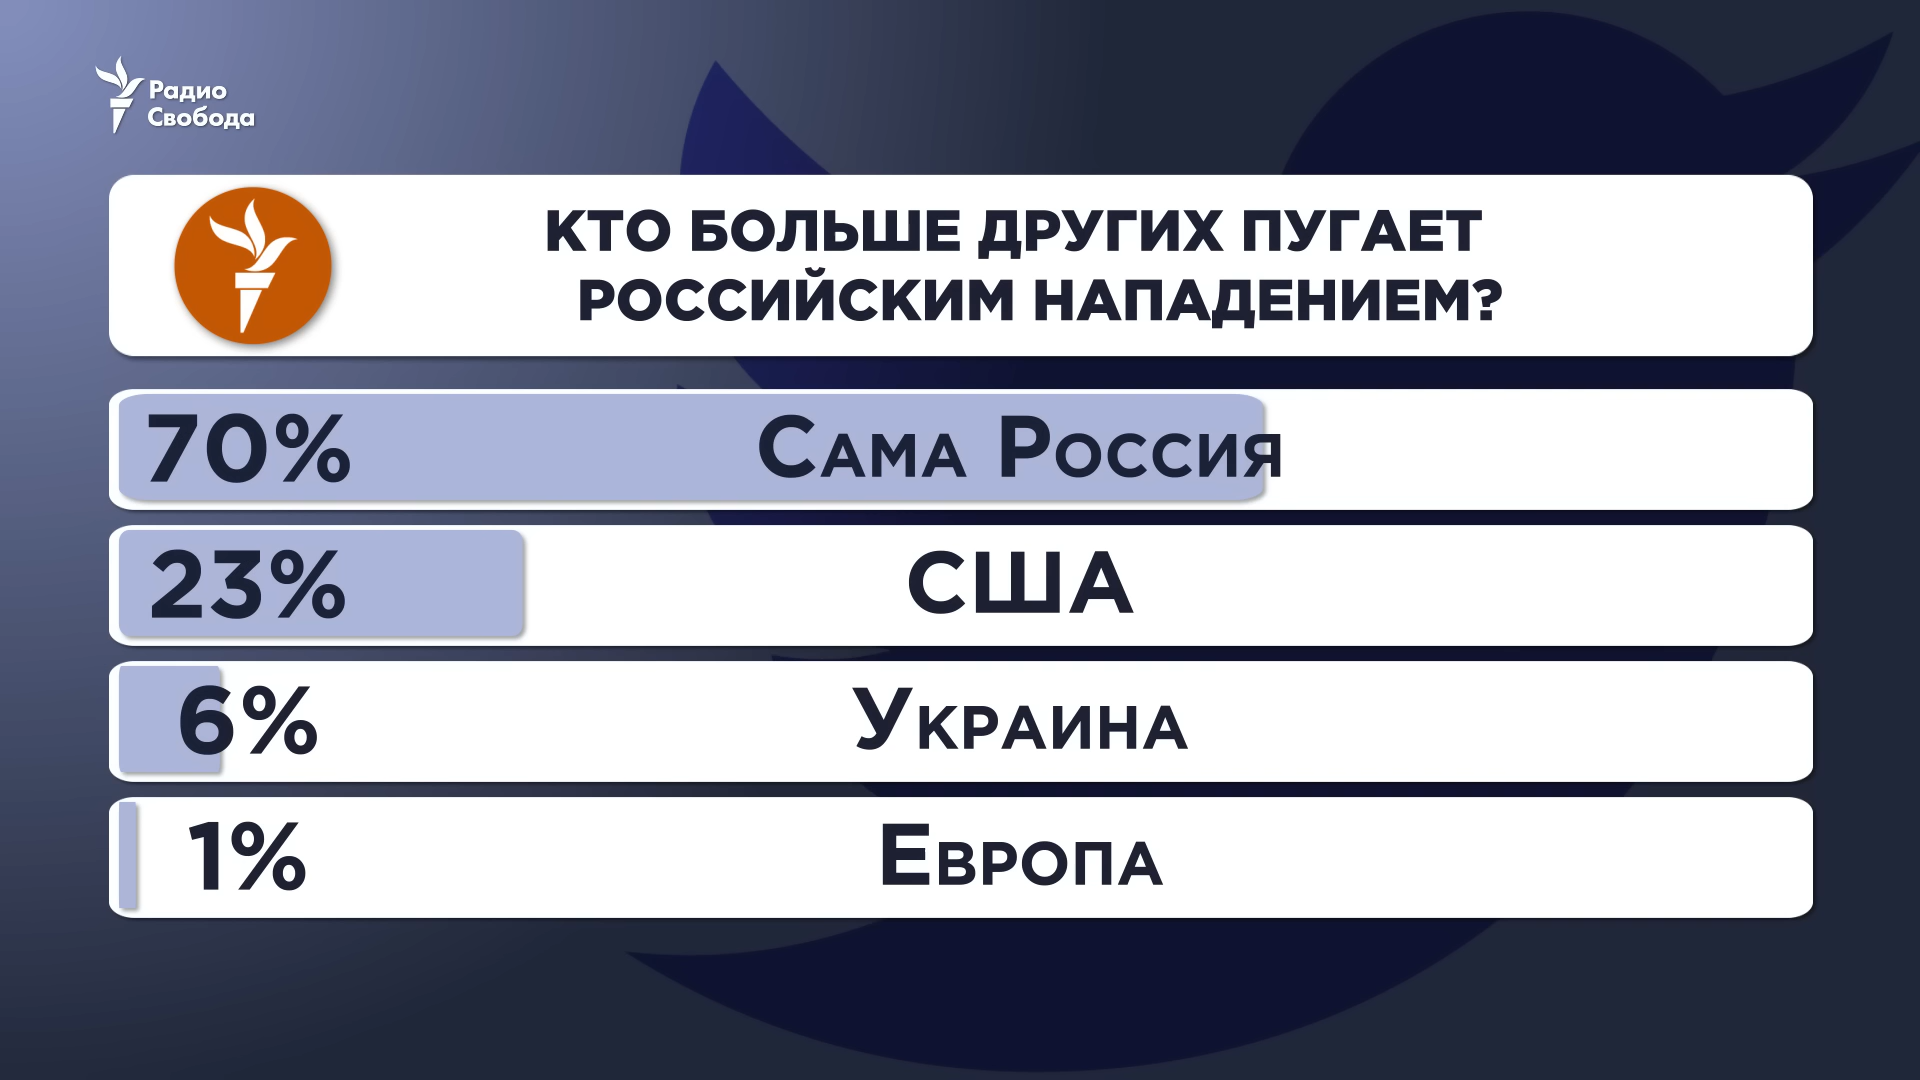 Радио
Свобода
КТО БОЛЬШЕ ДРУГИХ ПУГАЕТ
РОССИЙСКИМ НАПАДЕНИЕМ?
70% Сама Россия
23% США
6% Украина
1% Европа